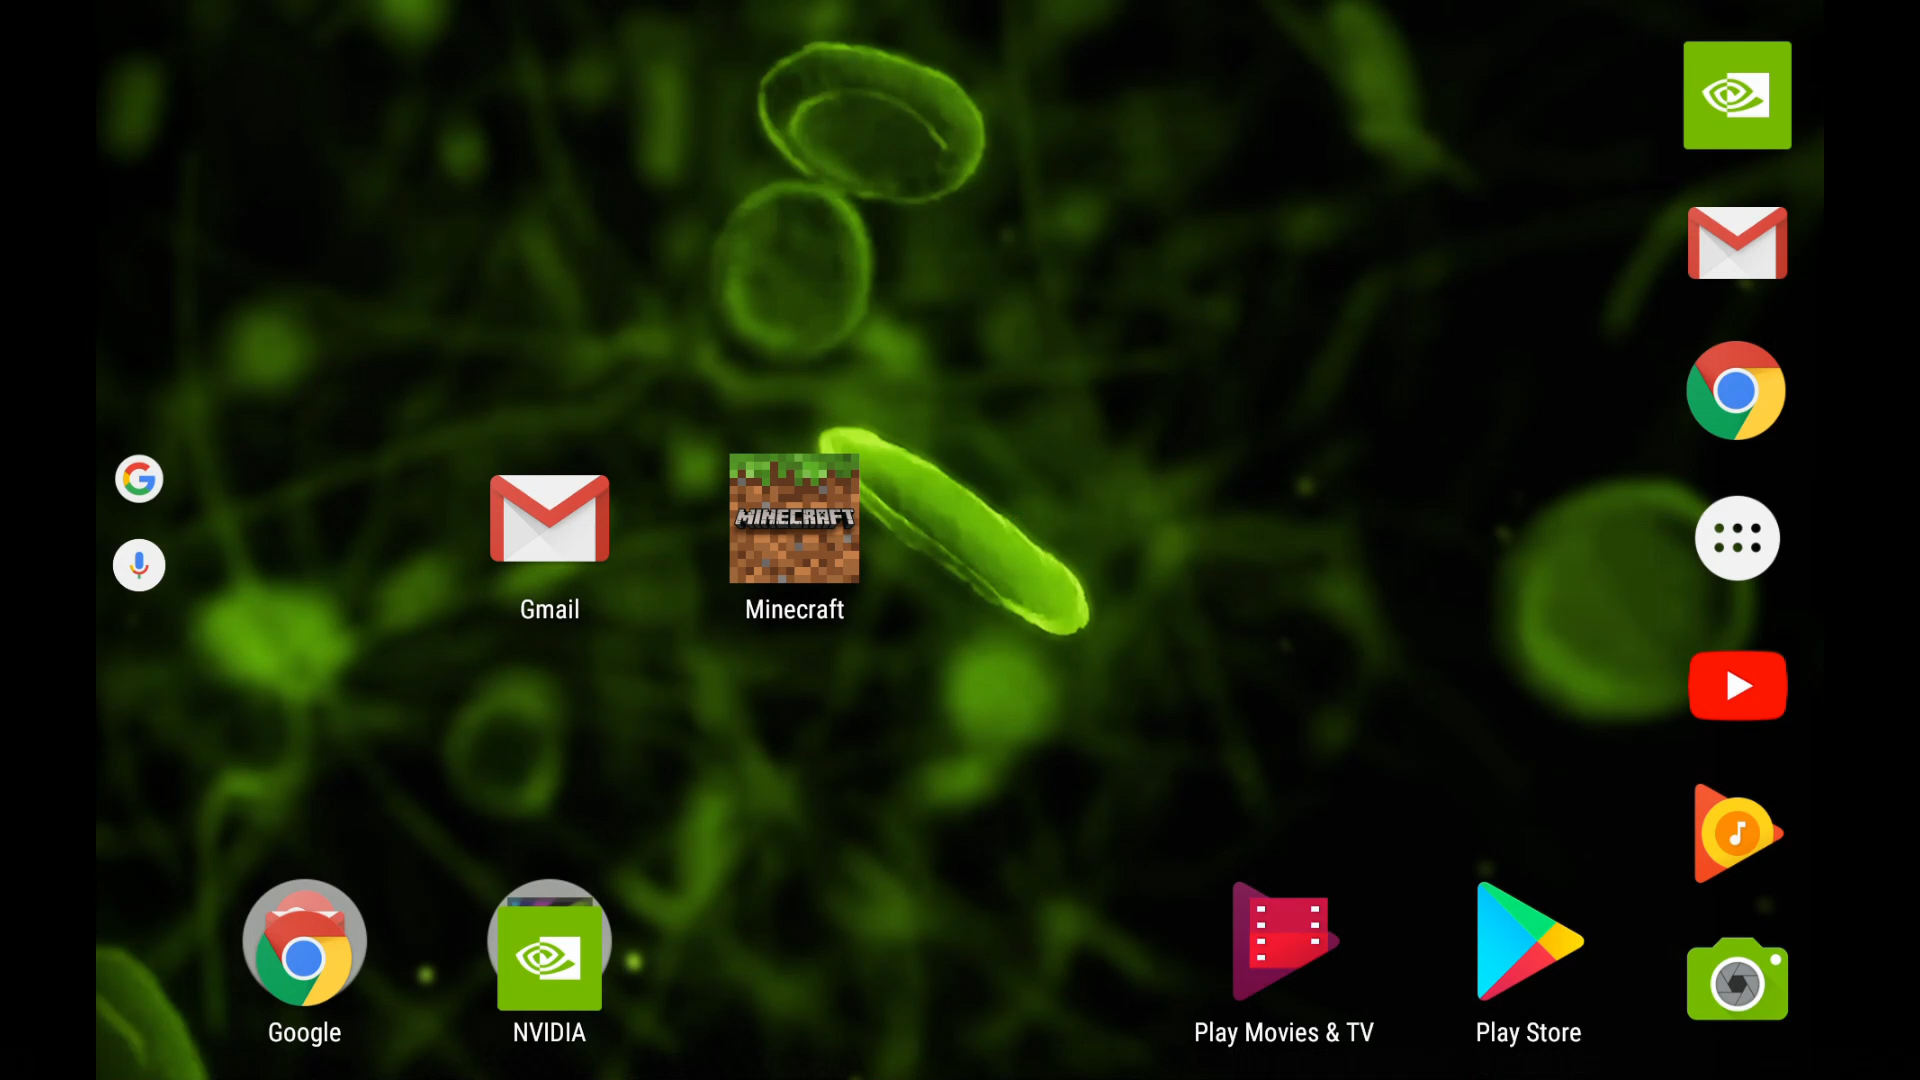 MINECRAFT
Gmail
Minecraft
Google
NVIDIA
Play Movies & TV
Play Store